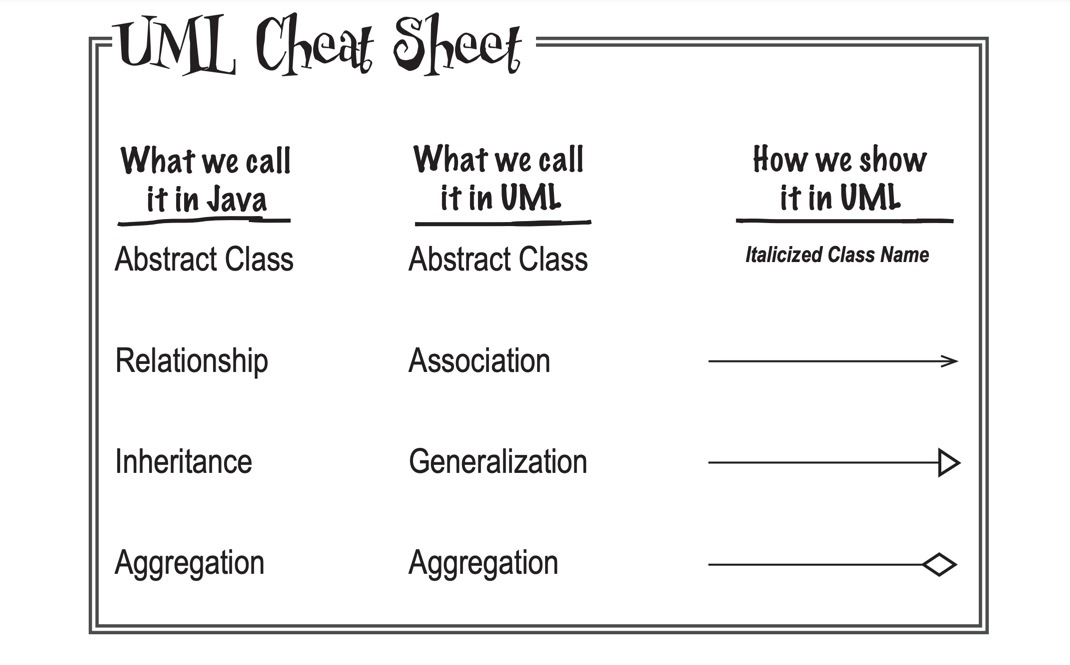 UML Cheat Sheet
What we call
it in Java
What we call
it in UML
How we show
it in UML
Abstract Class
Abstract Class
Italicized Class Name
Relationship
Association
Inheritance
Generalization
Aggregation
Aggregation